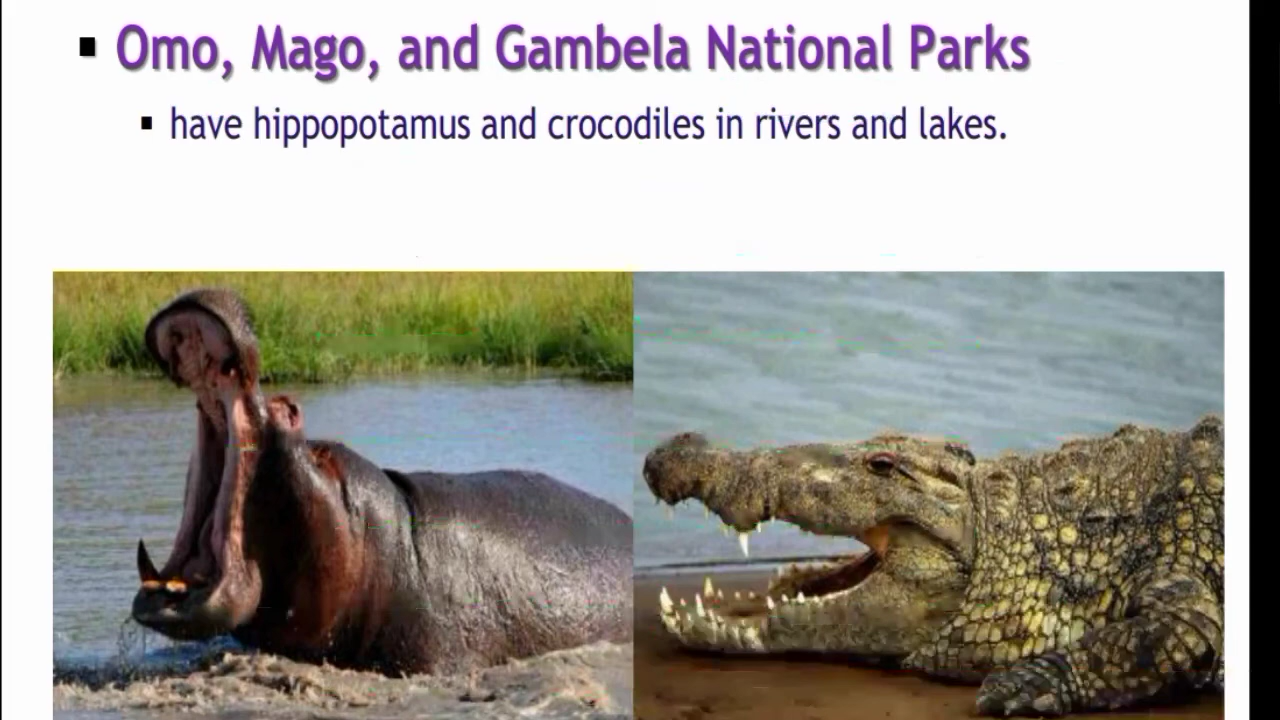 ▪ Omo, Mago, and Gambela National Parks
▪ have hippopotamus and crocodiles in rivers and lakes.